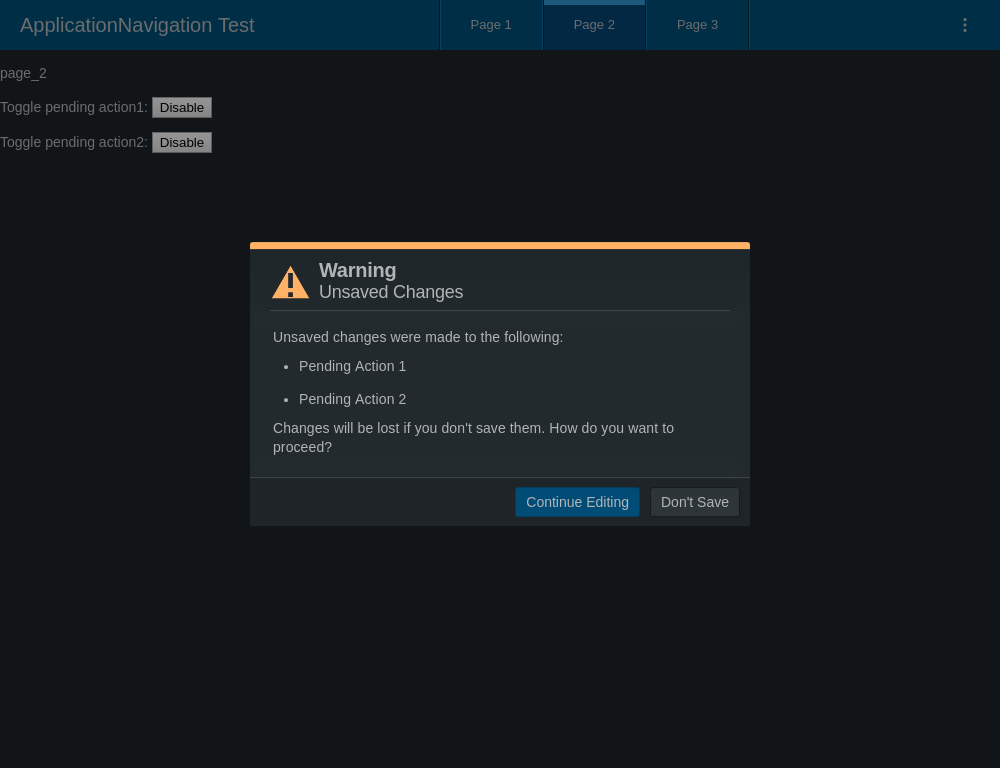 ApplicationNavigation Test
Page 1
Page 2
Page 3
page_2
Toggle pending action1: Disable
Toggle pending action2: Disable
Warning
Unsaved Changes
Unsaved changes were made to the following:
• Pending Action 1
• Pending Action 2
Changes will be lost if you don't save them. How do you want to
proceed?
Continue Editing
Don't Save